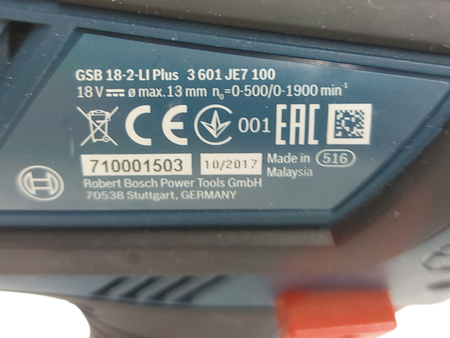 GSB 18-2-LI Plus 3 601 JE7 100
18 V ⎓ ø max. 13 mm n₀=0-500/0-1900 min⁻¹
CE 001 EAC
710001503 10/2017 Made in 516
Malaysia
Robert Bosch Power Tools GmbH
70538 Stuttgart, GERMANY